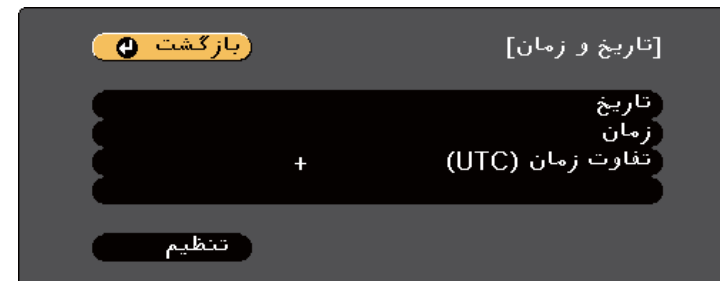 [تاریخ و زمان]
بازگشت
تاریخ
زمان
تفاوت زمان (UTC) +
تنظیم